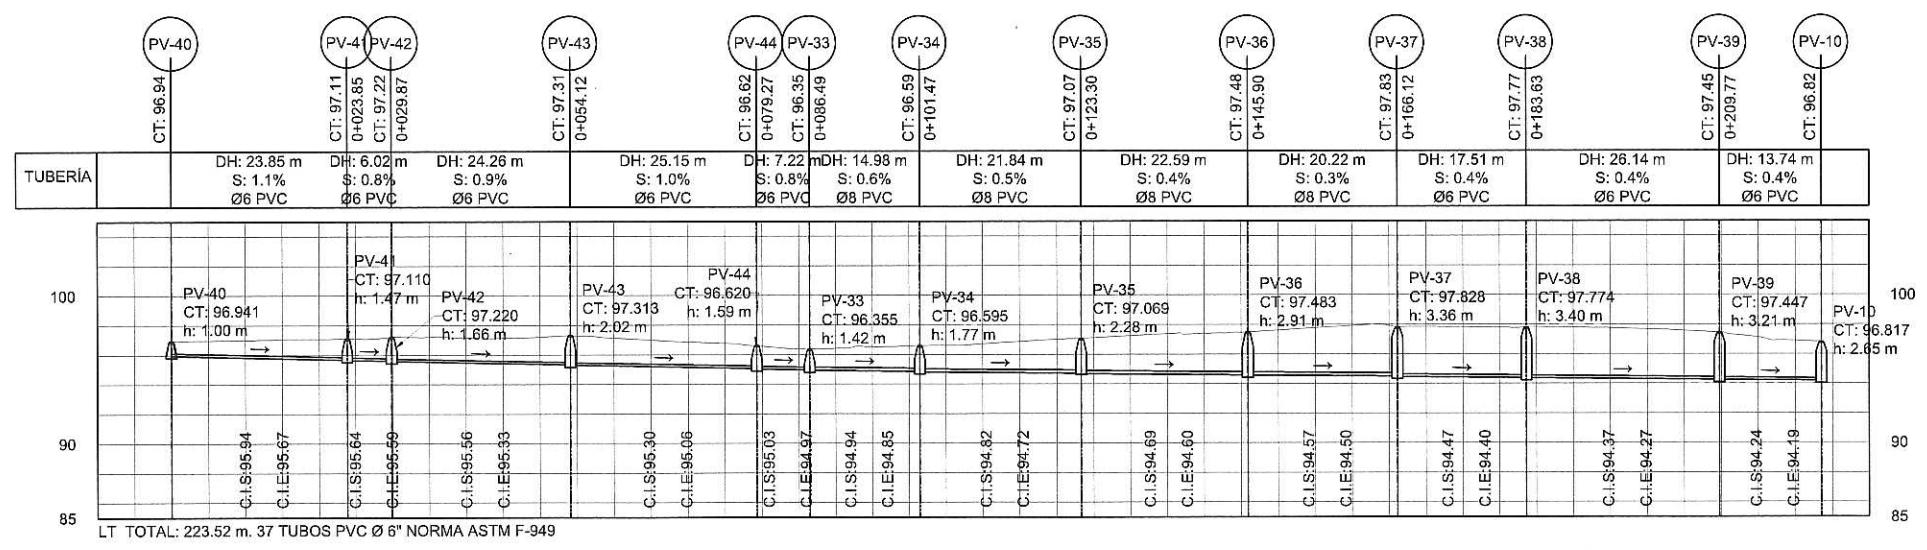 PV-40
PV-41
PV-42
PV-43
PV-44
PV-33
PV-34
PV-35
PV-36
PV-37
PV-38
PV-39
PV-10
CT: 96.94
CT: 97.11
0+023.85
CT: 97.22
0+029.87
CT: 97.31
0+054.12
CT: 96.62
0+079.27
CT: 96.35
0+086.49
CT: 96.59
0+101.47
CT: 97.07
0+123.30
CT: 97.48
0+145.90
CT: 97.83
0+166.12
CT: 97.77
0+183.63
CT: 97.45
0+209.77
CT: 96.82
TUBERÍA
DH: 23.85 m
S: 1.1%
Ø6 PVC
DH: 6.02 m
S: 0.8%
Ø6 PVC
DH: 24.26 m
S: 0.9%
Ø6 PVC
DH: 25.15 m
S: 1.0%
Ø6 PVC
DH: 7.22 m
S: 0.8%
Ø6 PVC
DH: 14.98 m
S: 0.6%
Ø8 PVC
DH: 21.84 m
S: 0.5%
Ø8 PVC
DH: 22.59 m
S: 0.4%
Ø8 PVC
DH: 20.22 m
S: 0.3%
Ø8 PVC
DH: 17.51 m
S: 0.4%
Ø6 PVC
DH: 26.14 m
S: 0.4%
Ø6 PVC
DH: 13.74 m
S: 0.4%
Ø6 PVC
100
90
85
PV-40
CT: 96.941
h: 1.00 m
PV-41
CT: 97.110
h: 1.47 m
PV-42
CT: 97.220
h: 1.66 m
PV-43
CT: 97.313
h: 2.02 m
PV-44
CT: 96.620
h: 1.59 m
PV-33
CT: 96.355
h: 1.42 m
PV-34
CT: 96.595
h: 1.77 m
PV-35
CT: 97.069
h: 2.28 m
PV-36
CT: 97.483
h: 2.91 m
PV-37
CT: 97.828
h: 3.36 m
PV-38
CT: 97.774
h: 3.40 m
PV-39
CT: 97.447
h: 3.21 m
PV-10
CT: 96.817
h: 2.65 m
100
90
85
C.I.S:95.94
C.I.E:95.67
C.I.S:95.64
C.I.E:95.59
C.I.S:95.56
C.I.E:95.33
C.I.S:95.30
C.I.E:95.06
C.I.S:95.03
C.I.E:94.97
C.I.S:94.94
C.I.E:94.85
C.I.S:94.82
C.I.E:94.72
C.I.S:94.69
C.I.E:94.60
C.I.S:94.57
C.I.E:94.50
C.I.S:94.47
C.I.E:94.40
C.I.S:94.37
C.I.E:94.27
C.I.S:94.24
C.I.E:94.19
LT TOTAL: 223.52 m. 37 TUBOS PVC Ø 6" NORMA ASTM F-949